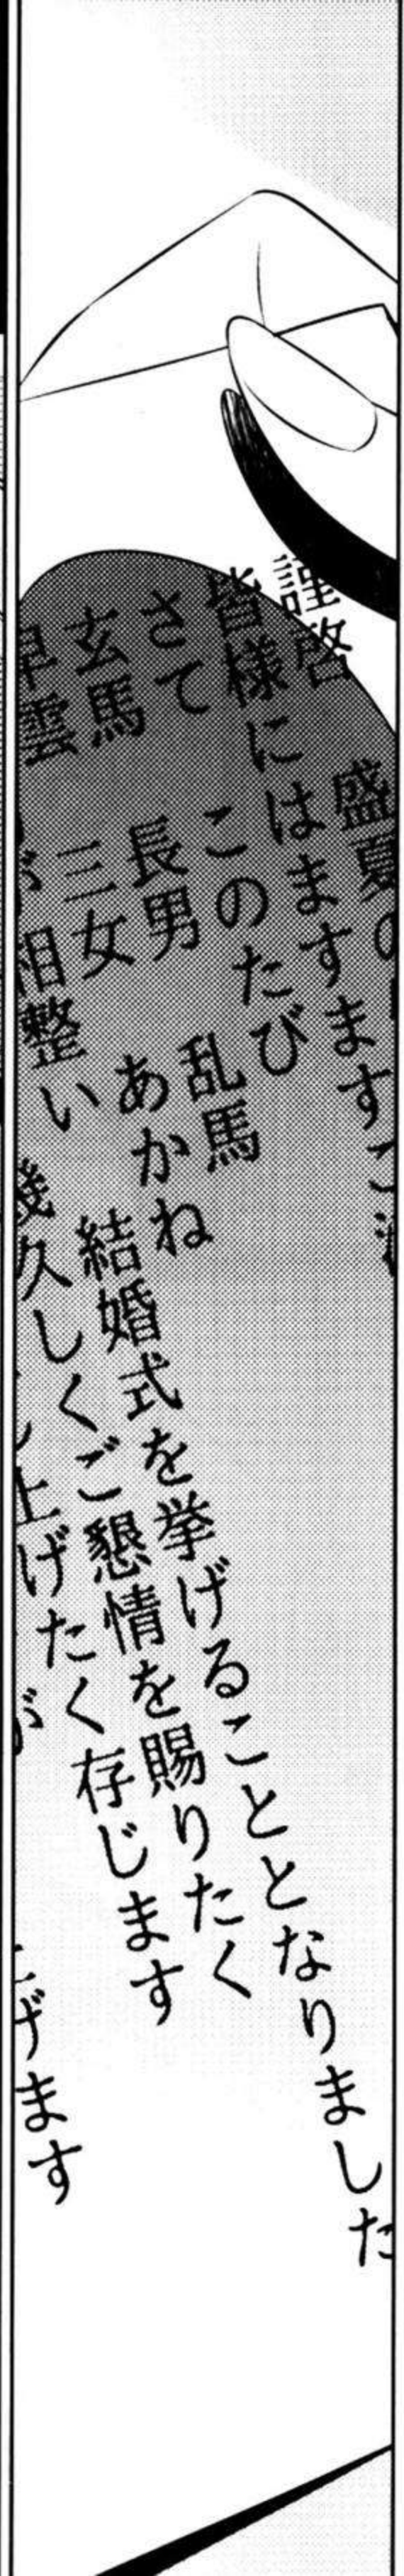 謹啓 盛夏の
皆様にはますますご
さて このたび
玄馬 長男 乱馬
早雲 三女 あかね
が 相整い 結婚式を挙げることとなりました
幾久しくご懇情を賜りたく
し上げたく存じます
が
げます